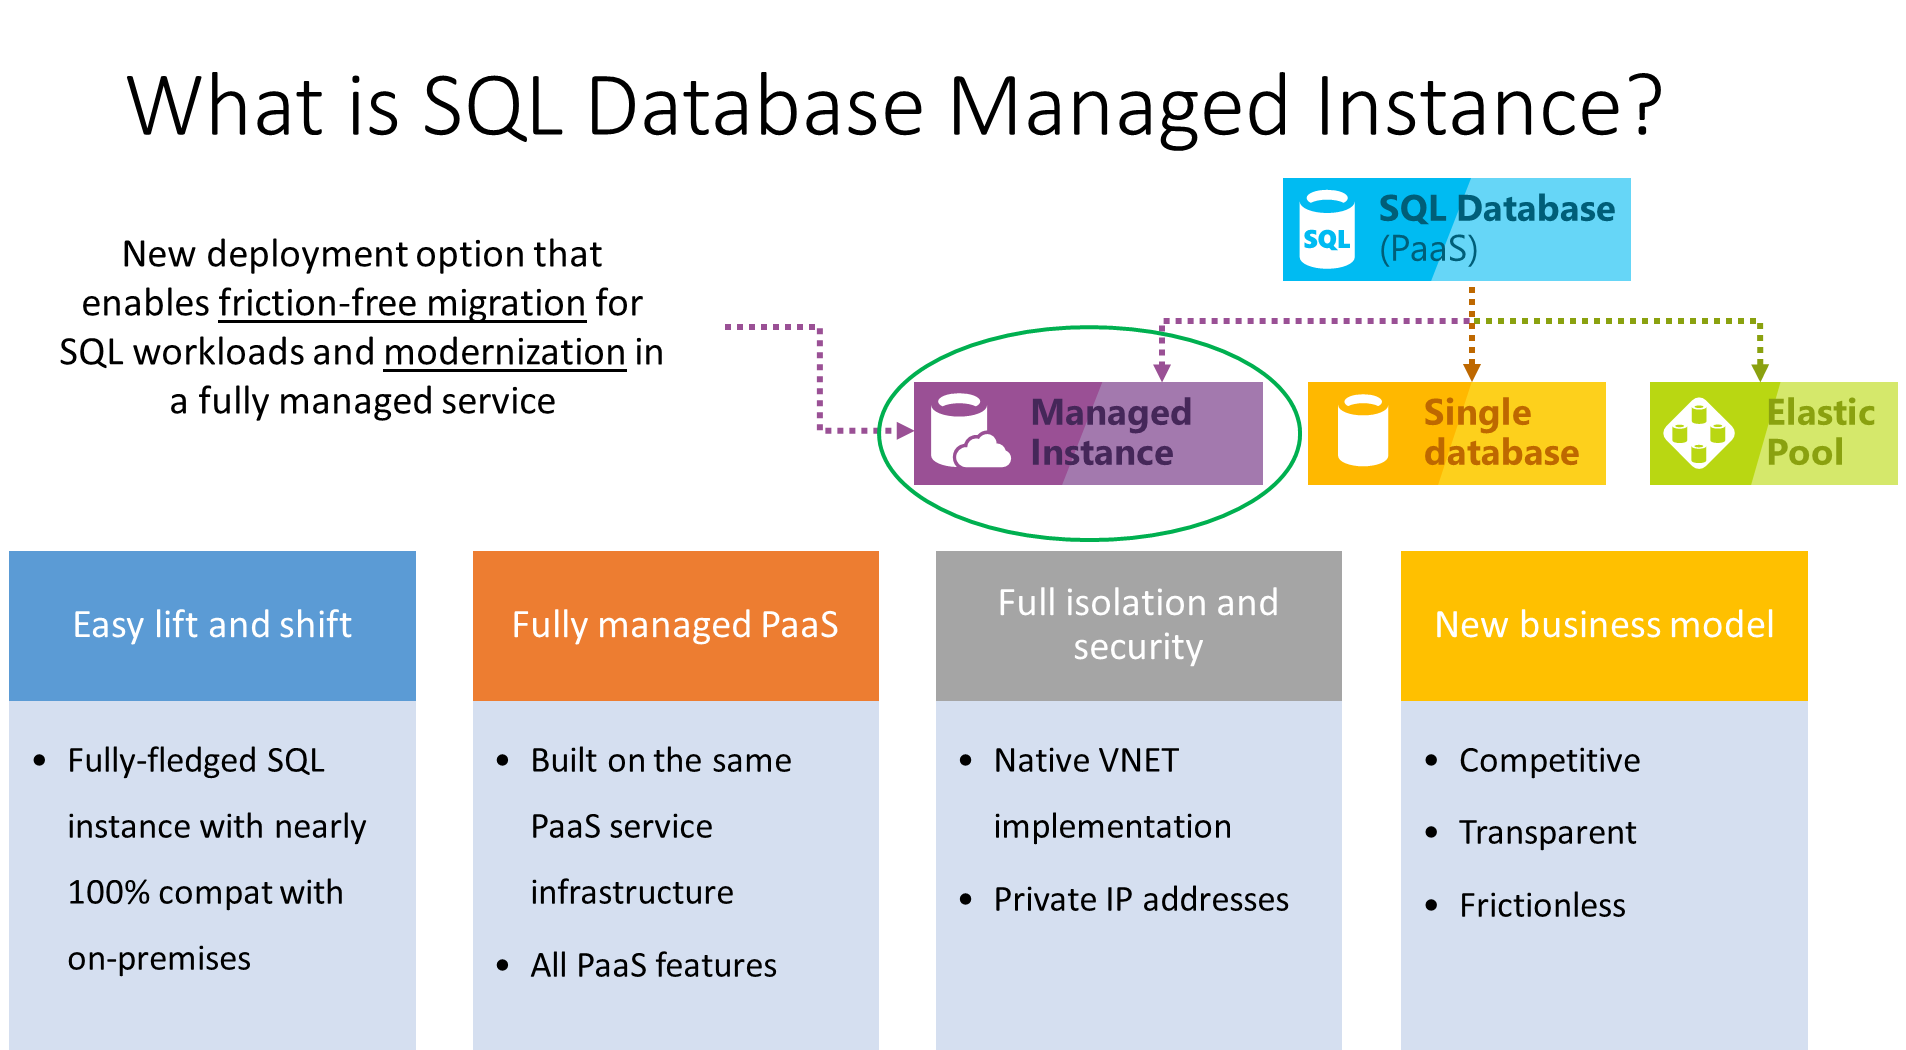 What is SQL Database Managed Instance?
New deployment option that
enables friction-free migration for
SQL workloads and modernization in
a fully managed service
SQL
SQL Database
(PaaS)
Managed
Instance
Single
database
Elastic
Pool
Easy lift and shift
• Fully-fledged SQL
instance with nearly
100% compat with
on-premises
Fully managed PaaS
• Built on the same
PaaS service
infrastructure
• All PaaS features
Full isolation and
security
• Native VNET
implementation
• Private IP addresses
New business model
• Competitive
• Transparent
• Frictionless